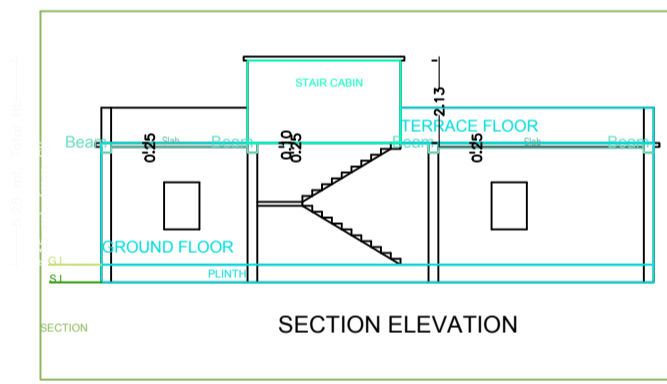 STAIR CABIN
2.13
TERRACE FLOOR
Beam
Slab
Beam
Beam
Slab
Beam
0.25
0.10
0.25
0.25
GROUND FLOOR
G.l
PLINTH
S.l
SECTION
SECTION ELEVATION